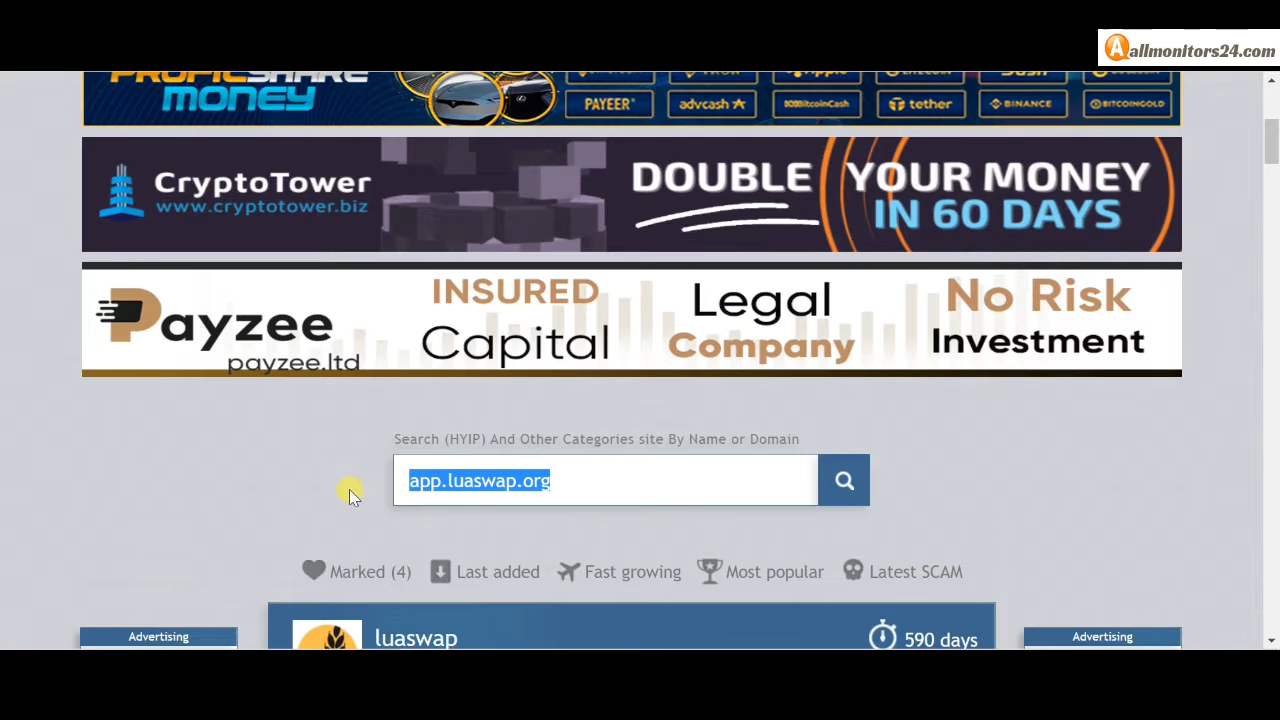 allmonitors24.com
PROFIT SHARE
MONEY
PAYEER
advcash
BitcoinCash
tether
BINANCE
BITCOINGOLD
CryptoTower
www.cryptotower.biz
DOUBLE YOUR MONEY
IN 60 DAYS
Payzee
payzee.ltd
INSURED
Capital
Legal
Company
No Risk
Investment
Search (HYIP) And Other Categories site By Name or Domain
app.luaswap.org
Marked (4) Last added Fast growing Most popular Latest SCAM
luaswap
590 days
Advertising
Advertising